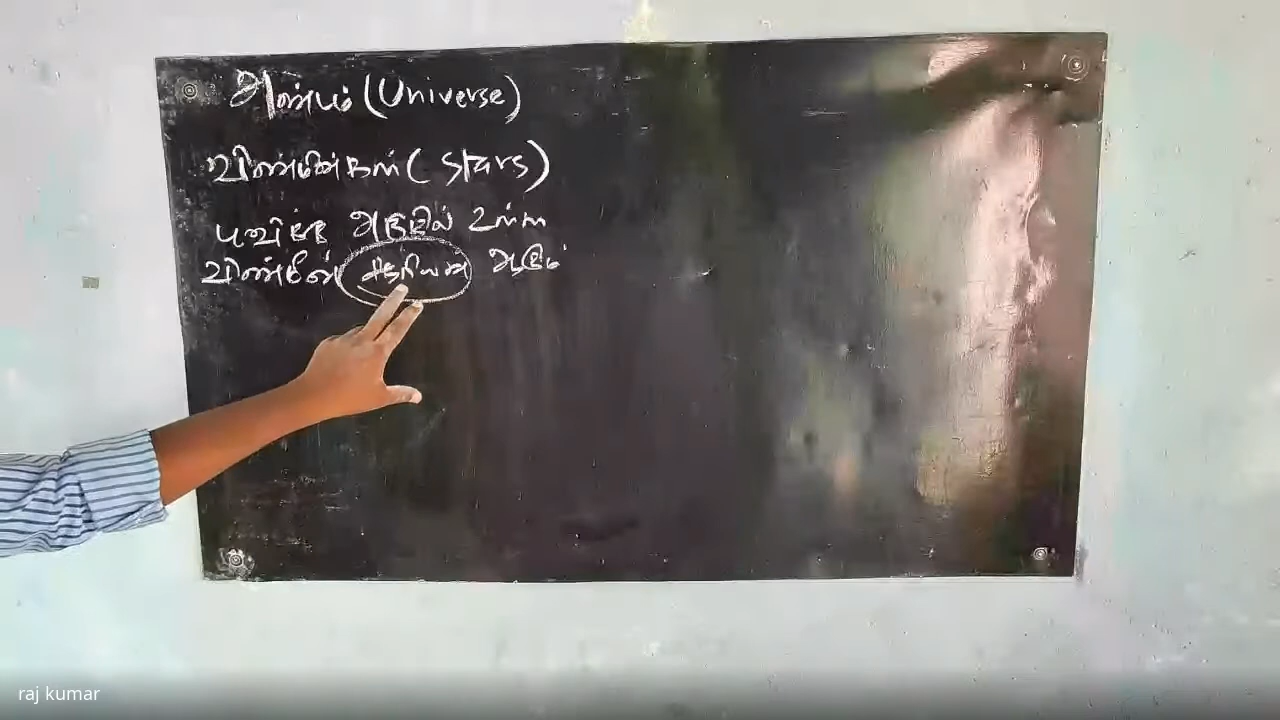 அண்டம் (Universe)
விண்மீன்கள் (Stars)
புவிக்கு அருகில் உள்ள
விண்மீன் சூரியன் ஆகும்
raj kumar